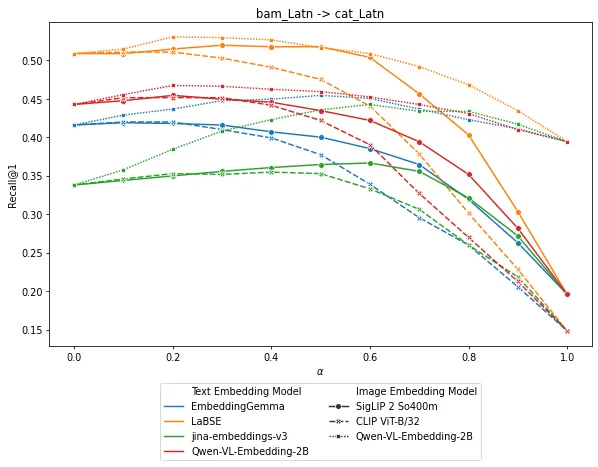 bam_Latn -> cat_Latn
Recall@1
0.50
0.45
0.40
0.35
0.30
0.25
0.20
0.15
0.0
0.2
0.4
0.6
0.8
1.0
α
Text Embedding Model
EmbeddingGemma
LaBSE
jina-embeddings-v3
Qwen-VL-Embedding-2B
Image Embedding Model
SigLIP 2 So400m
CLIP ViT-B/32
Qwen-VL-Embedding-2B